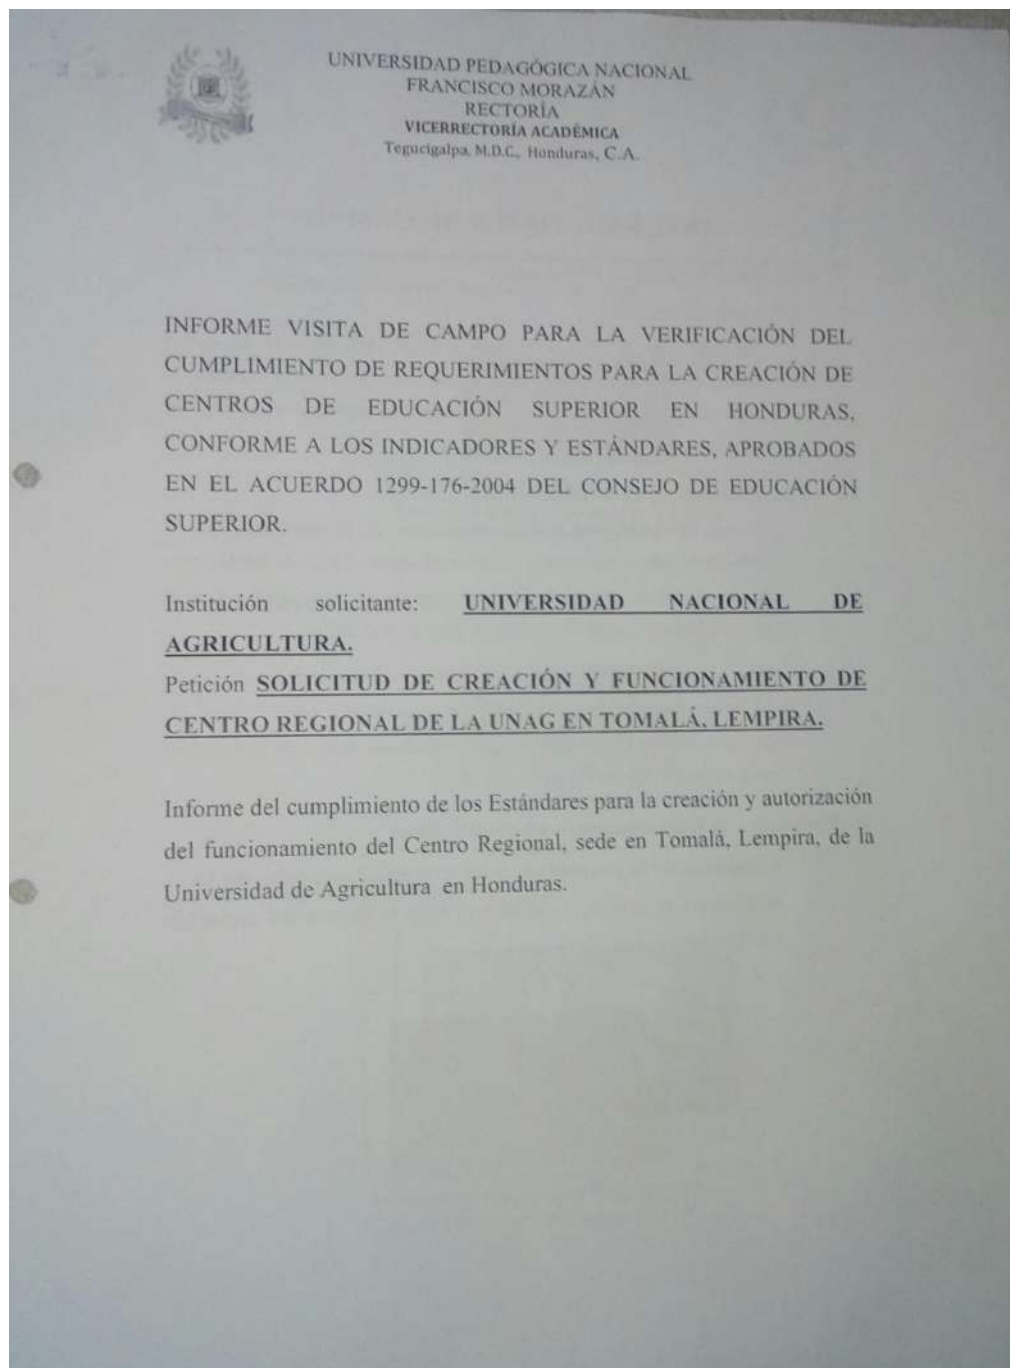 UNIVERSIDAD PEDAGÓGICA NACIONAL
FRANCISCO MORAZÁN
RECTORÍA
VICERRECTORÍA ACADÉMICA
Tegucigalpa, M.D.C., Honduras, C.A.
INFORME VISITA DE CAMPO PARA LA VERIFICACIÓN DEL
CUMPLIMIENTO DE REQUERIMIENTOS PARA LA CREACIÓN DE
CENTROS DE EDUCACIÓN SUPERIOR EN HONDURAS,
CONFORME A LOS INDICADORES Y ESTÁNDARES, APROBADOS
EN EL ACUERDO 1299-176-2004 DEL CONSEJO DE EDUCACIÓN
SUPERIOR.
Institución solicitante: UNIVERSIDAD NACIONAL DE
AGRICULTURA.
Petición SOLICITUD DE CREACIÓN Y FUNCIONAMIENTO DE
CENTRO REGIONAL DE LA UNAG EN TOMALÁ, LEMPIRA.
Informe del cumplimiento de los Estándares para la creación y autorización
del funcionamiento del Centro Regional, sede en Tomalá, Lempira, de la
Universidad de Agricultura en Honduras.